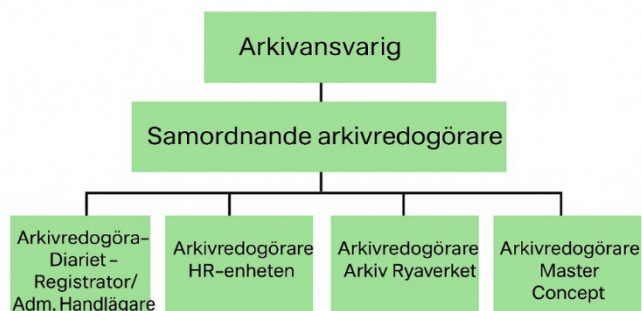 Arkivansvarig
Samordnande arkivredogörare
Arkivredogöra–
Diariet –
Registrator/
Adm. Handlägare
Arkivredogörare
HR–enheten
Arkivredogörare
Arkiv Ryaverket
Arkivredogörare
Master
Concept